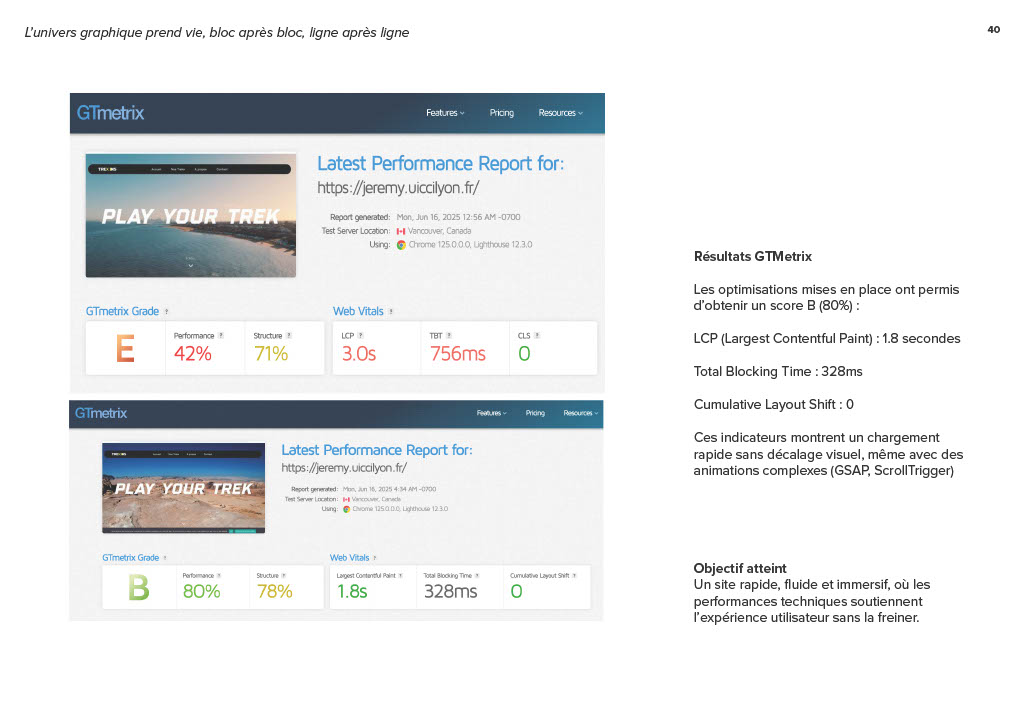 L'univers graphique prend vie, bloc après bloc, ligne après ligne
40
GTmetrix
Features
Pricing
Resources
TREKKING
Accueil
PLAY YOUR TREK
Latest Performance Report for:
https://jeremy.uiccilyon.fr/
Report generated: Mon, Jun 16, 2025 12:56 AM -0700
Test Server Location: Vancouver, Canada
Using: Chrome 125.0.0.0, Lighthouse 12.3.0
GTmetrix Grade ?
Web Vitals ?
E
Performance ?
42%
Structure ?
71%
LCP ?
3.0s
TBT ?
756ms
CLS ?
0
GTmetrix
Features
Pricing
Resources
PLAY YOUR TREK
Latest Performance Report for:
https://jeremy.uiccilyon.fr/
Report generated: Mon, Jun 16, 2025 4:34 AM -0700
Test Server Location: Vancouver, Canada
Using: Chrome 125.0.0.0, Lighthouse 12.3.0
GTmetrix Grade ?
Web Vitals ?
B
Performance ?
80%
Structure ?
78%
Largest Contentful Paint ?
1.8s
Total Blocking Time ?
328ms
Cumulative Layout Shift ?
0
Résultats GTMetrix
Les optimisations mises en place ont permis
d'obtenir un score B (80%) :
LCP (Largest Contentful Paint) : 1.8 secondes
Total Blocking Time : 328ms
Cumulative Layout Shift : 0
Ces indicateurs montrent un chargement
rapide sans décalage visuel, même avec des
animations complexes (GSAP, ScrollTrigger)
Objectif atteint
Un site rapide, fluide et immersif, où les
performances techniques soutiennent
l'expérience utilisateur sans la freiner.